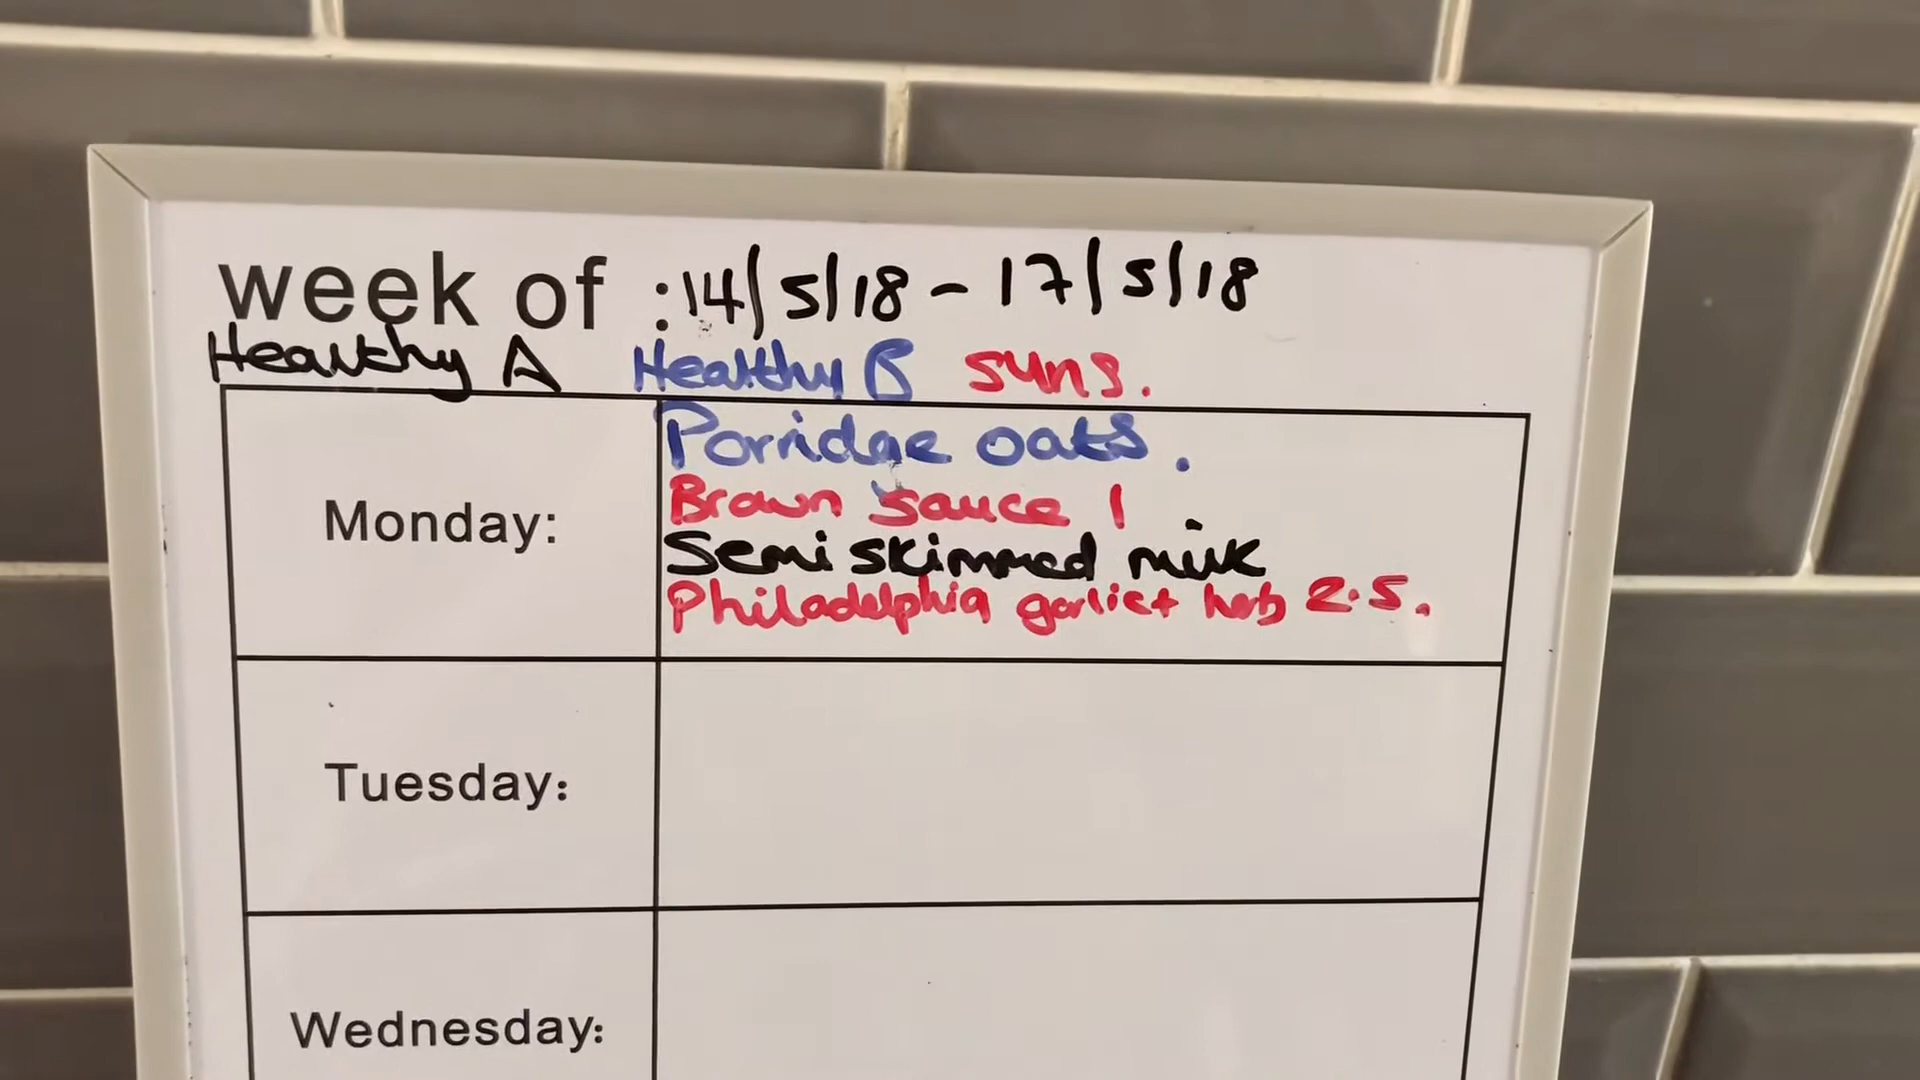 week of :14/5/18 - 17/5/18
Healthy A Healthy B syns.
Monday:
Porridge oats.
Brown sauce 1
Semi skimmed milk
Philadelphia garlic + herb 2.5.
Tuesday:
Wednesday: